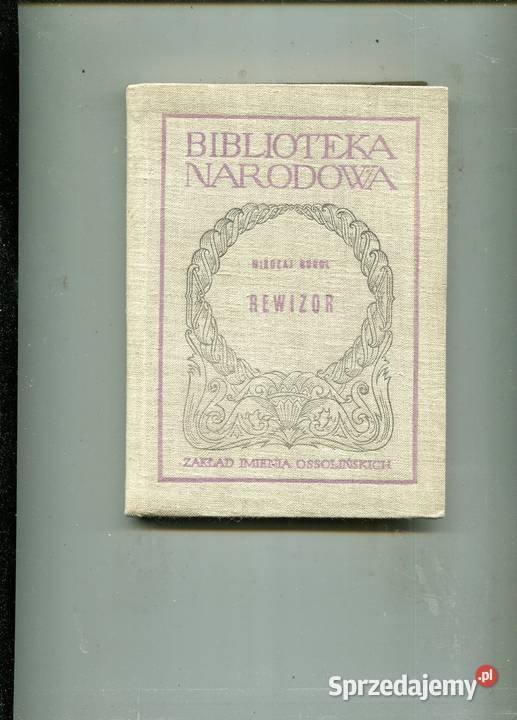 BIBLIOTEKA
NARODOWA
MIKOŁAJ GOGOL
REWIZOR
ZAKŁAD IMIENIA OSSOLIŃSKICH
Sprzedajemy.pl